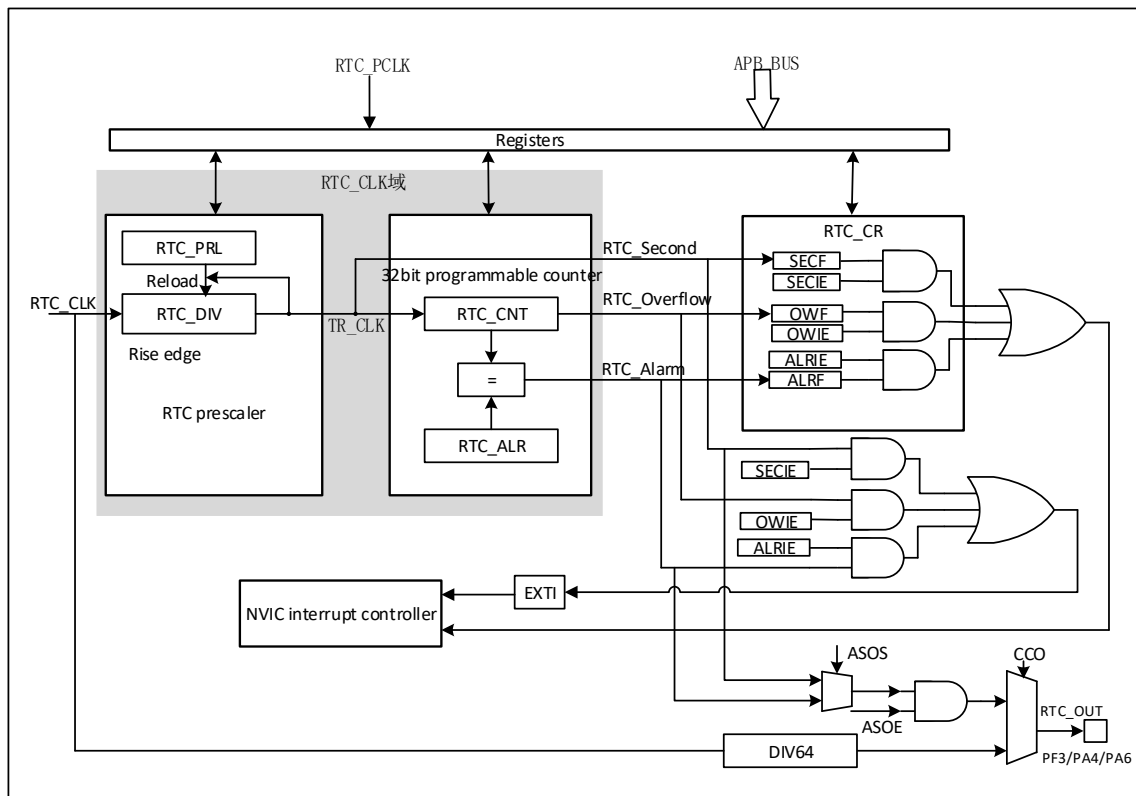 RTC_PCLK
APB_BUS
Registers
RTC_CLK域
RTC_PRL
Reload
RTC_CLK
RTC_DIV
Rise edge
RTC prescaler
TR_CLK
32bit programmable counter
RTC_CNT
=
RTC_ALR
RTC_Second
RTC_Overflow
RTC_Alarm
RTC_CR
SECF
SECIE
OWF
OWIE
ALRIE
ALRF
SECIE
OWIE
ALRIE
EXTI
NVIC interrupt controller
ASOS
CCO
ASOE
RTC_OUT
DIV64
PF3/PA4/PA6